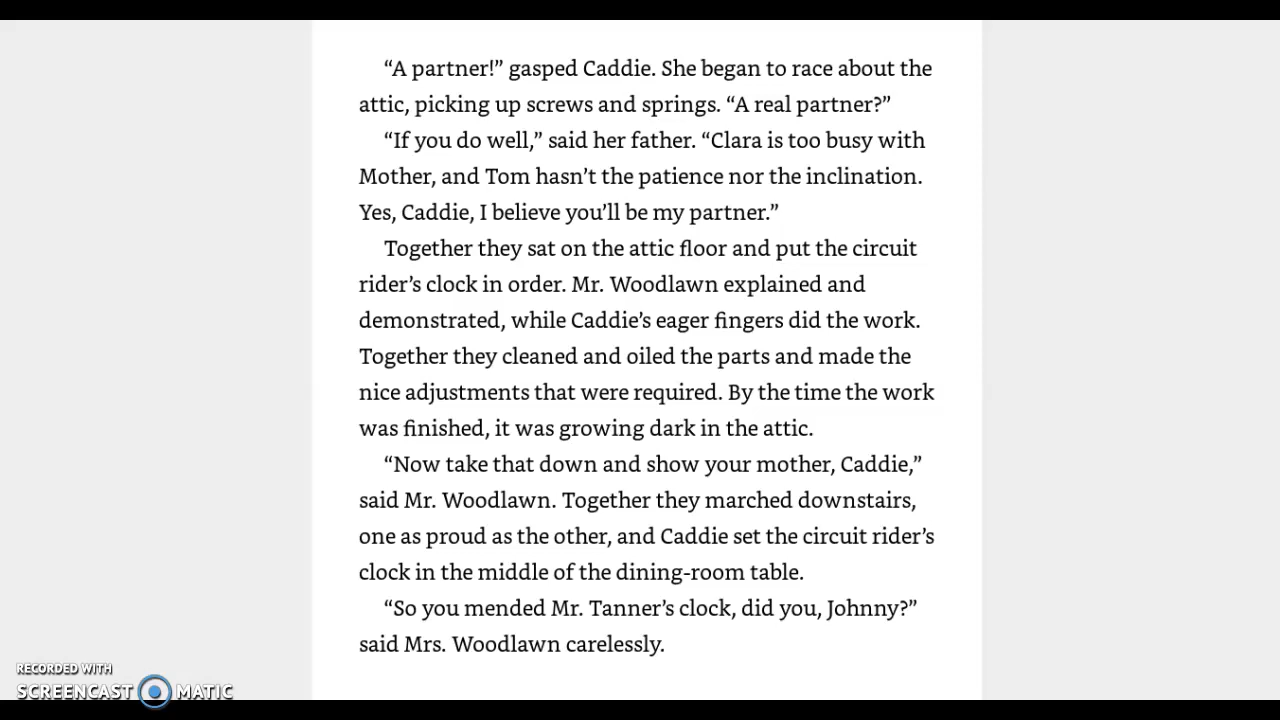 “A partner!” gasped Caddie. She began to race about the
attic, picking up screws and springs. “A real partner?”
“If you do well,” said her father. “Clara is too busy with
Mother, and Tom hasn’t the patience nor the inclination.
Yes, Caddie, I believe you’ll be my partner.”
Together they sat on the attic floor and put the circuit
rider’s clock in order. Mr. Woodlawn explained and
demonstrated, while Caddie’s eager fingers did the work.
Together they cleaned and oiled the parts and made the
nice adjustments that were required. By the time the work
was finished, it was growing dark in the attic.
“Now take that down and show your mother, Caddie,”
said Mr. Woodlawn. Together they marched downstairs,
one as proud as the other, and Caddie set the circuit rider’s
clock in the middle of the dining-room table.
“So you mended Mr. Tanner’s clock, did you, Johnny?”
said Mrs. Woodlawn carelessly.
RECORDED WITH
SCREENCAST MATIC